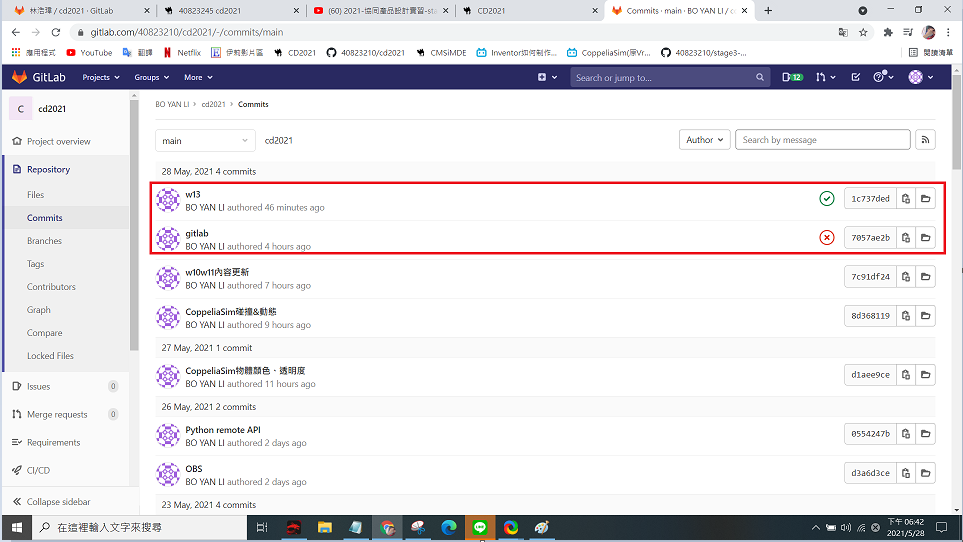 林浩瑋 / cd2021 · GitLab
40823245 cd2021
(60) 2021-協同產品設計實習-sta
CD2021
Commits · main · BO YAN LI / cd
gitlab.com/40823210/cd2021/-/commits/main
應用程式
YouTube
翻譯
Netflix
伊莉影片區
CD2021
40823210/cd2021
CMSiMDE
Inventor如何制作...
CoppeliaSim(原Vr...
40823210/stage3-...
閱讀清單
GitLab
Projects
Groups
More
Search or jump to...
12
C
cd2021
Project overview
Repository
Files
Commits
Branches
Tags
Contributors
Graph
Compare
Locked Files
Issues
0
Merge requests
0
Requirements
CI/CD
Collapse sidebar
BO YAN LI > cd2021 > Commits
main
cd2021
Author
Search by message
28 May, 2021 4 commits
w13
BO YAN LI authored 46 minutes ago
1c737ded
gitlab
BO YAN LI authored 4 hours ago
7057ae2b
w10w11內容更新
BO YAN LI authored 7 hours ago
7c91df24
CoppeliaSim碰撞&動態
BO YAN LI authored 9 hours ago
8d368119
27 May, 2021 1 commit
CoppeliaSim物體顏色、透明度
BO YAN LI authored 11 hours ago
d1aee9ce
26 May, 2021 2 commits
Python remote API
BO YAN LI authored 2 days ago
0554247b
OBS
BO YAN LI authored 2 days ago
d3a6d3ce
23 May, 2021 4 commits
在這裡輸入文字來搜尋
下午 06:42
2021/5/28